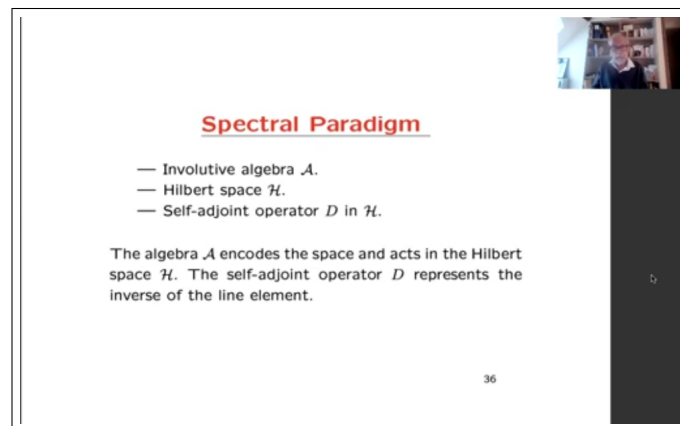 Spectral Paradigm
— Involutive algebra 𝒜.
— Hilbert space ℋ.
— Self-adjoint operator D in ℋ.
The algebra 𝒜 encodes the space and acts in the Hilbert
space ℋ. The self-adjoint operator D represents the
inverse of the line element.
36